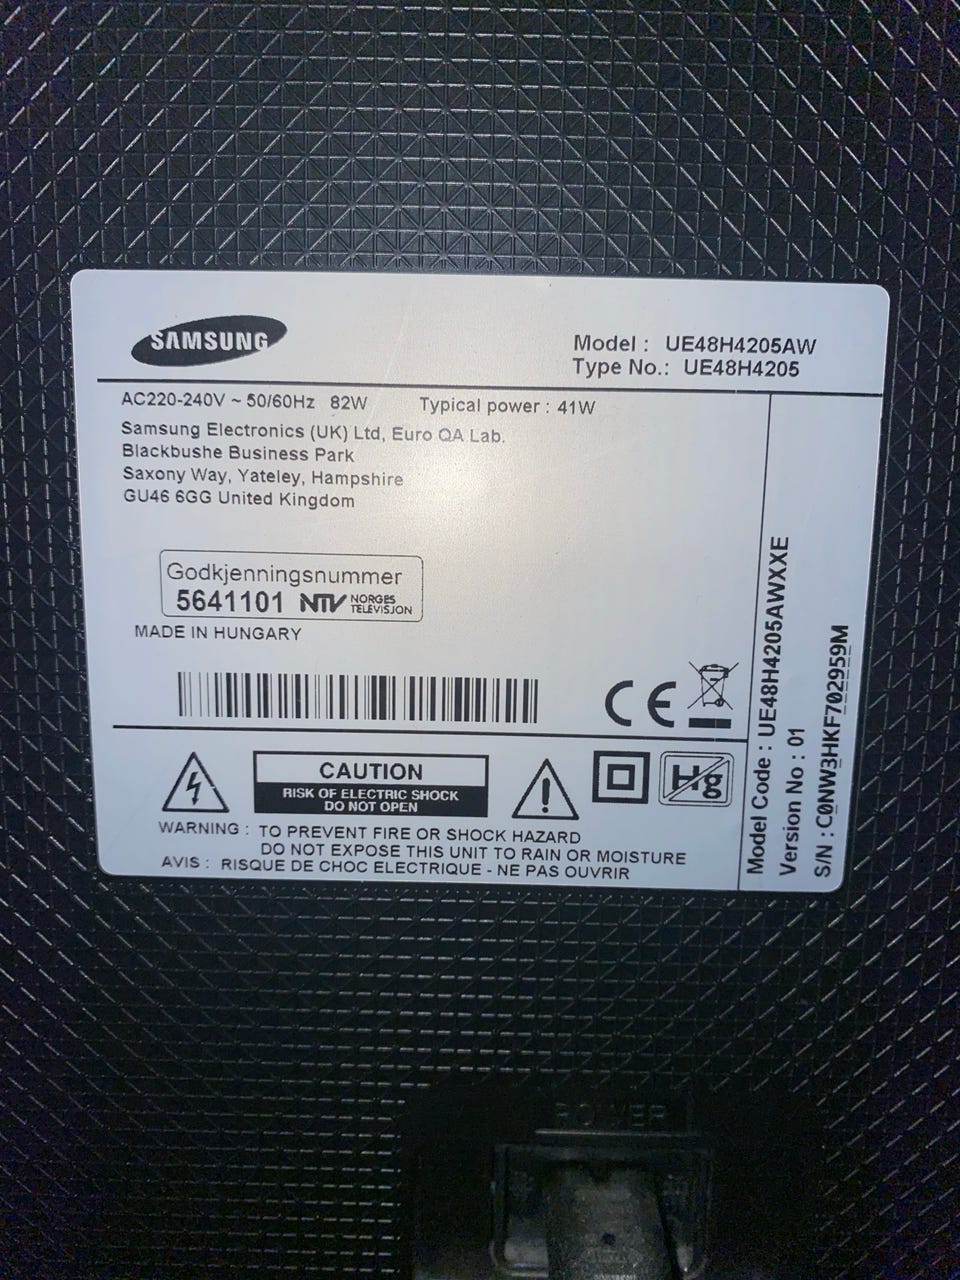 SAMSUNG
Model : UE48H4205AW
Type No.: UE48H4205
AC220-240V ~ 50/60Hz 82W Typical power : 41W
Samsung Electronics (UK) Ltd, Euro QA Lab.
Blackbushe Business Park
Saxony Way, Yateley, Hampshire
GU46 6GG United Kingdom
Godkjenningsnummer
5641101 NTV NORGES
TELEVISJON
MADE IN HUNGARY
CE
CAUTION
RISK OF ELECTRIC SHOCK
DO NOT OPEN
Hg
WARNING : TO PREVENT FIRE OR SHOCK HAZARD
DO NOT EXPOSE THIS UNIT TO RAIN OR MOISTURE
AVIS : RISQUE DE CHOC ELECTRIQUE - NE PAS OUVRIR
Model Code : UE48H4205AWXXE
Version No : 01
S/N : C0NW3HKF702959M
POWER